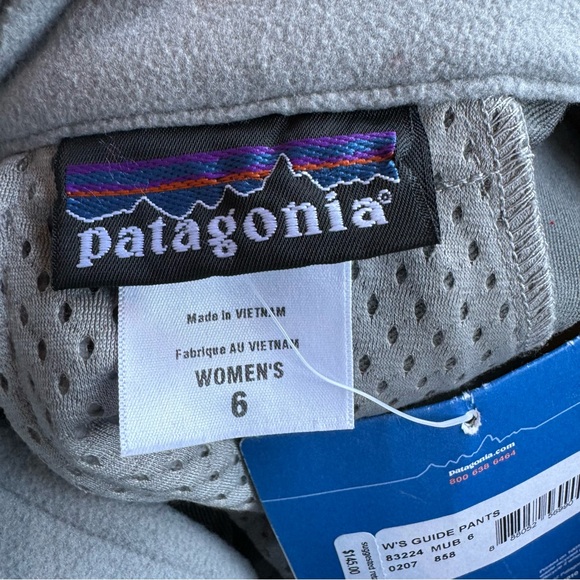 patagonia®
Made in VIETNAM
Fabrique AU VIETNAM
WOMEN'S
6
patagonia.com
800 638 6464
W'S GUIDE PANTS
83224 MUB 6
0207 858
suggested
$145.00